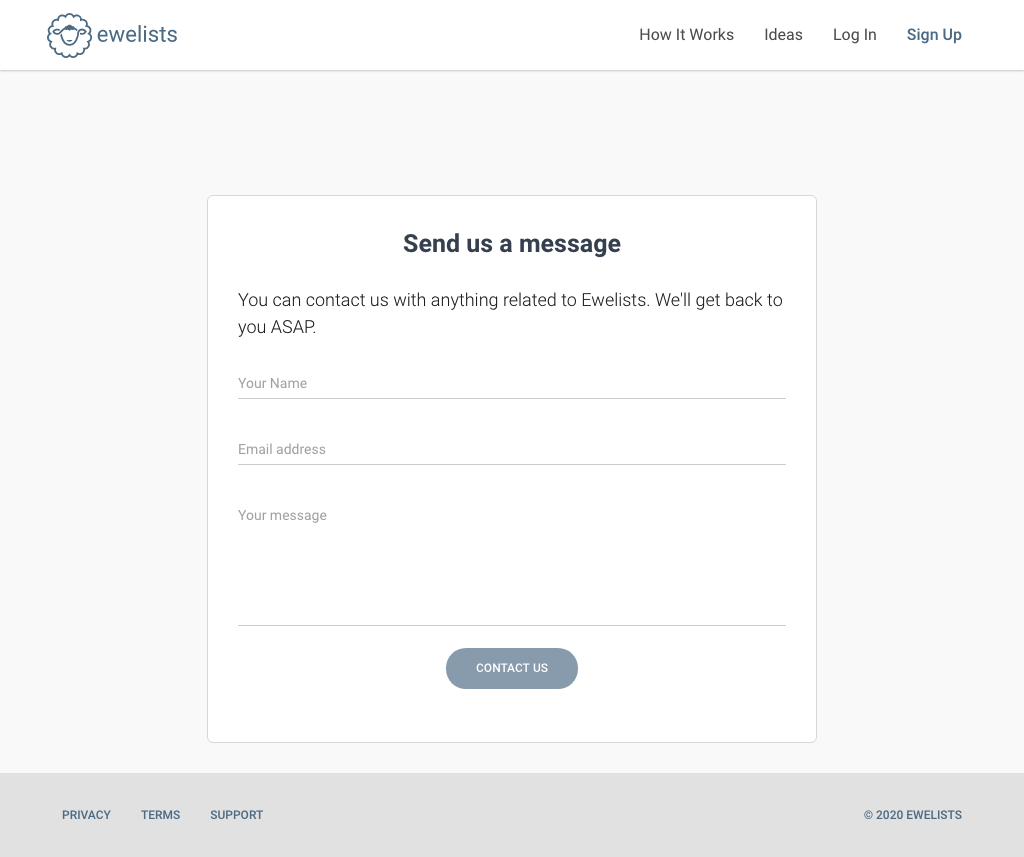 ewelists
How It Works
Ideas
Log In
Sign Up
Send us a message
You can contact us with anything related to Ewelists. We'll get back to
you ASAP.
Your Name
Email address
Your message
CONTACT US
PRIVACY
TERMS
SUPPORT
© 2020 EWELISTS